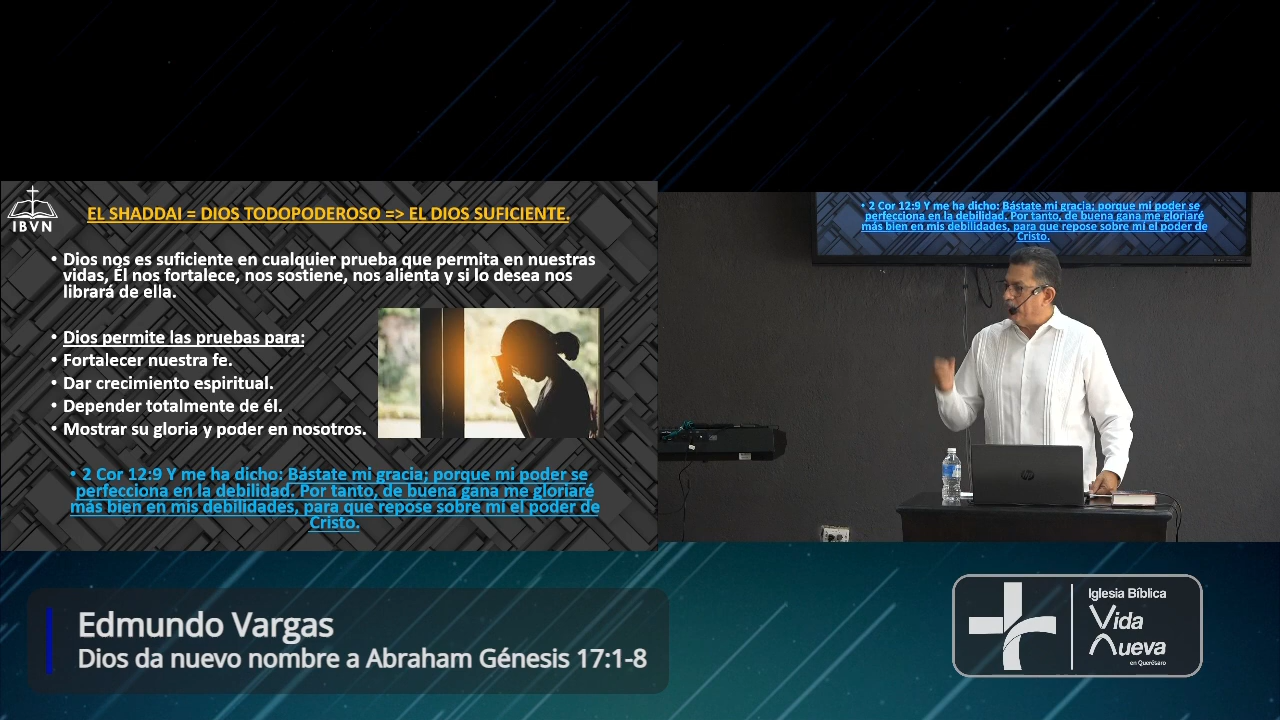 IBVN
EL SHADDAI = DIOS TODOPODEROSO => EL DIOS SUFICIENTE.
• Dios nos es suficiente en cualquier prueba que permita en nuestras
vidas, Él nos fortalece, nos sostiene, nos alienta y si lo desea nos
librará de ella.
• Dios permite las pruebas para:
• Fortalecer nuestra fe.
• Dar crecimiento espiritual.
• Depender totalmente de él.
• Mostrar su gloria y poder en nosotros.
• 2 Cor 12:9 Y me ha dicho: Bástate mi gracia; porque mi poder se
perfecciona en la debilidad. Por tanto, de buena gana me gloriaré
más bien en mis debilidades, para que repose sobre mí el poder de
Cristo.
• 2 Cor 12:9 Y me ha dicho: Bástate mi gracia; porque mi poder se
perfecciona en la debilidad. Por tanto, de buena gana me gloriaré
más bien en mis debilidades, para que repose sobre mí el poder de
Cristo.
hp
Edmundo Vargas
Dios da nuevo nombre a Abraham Génesis 17:1-8
Iglesia Bíblica
Vida
Nueva
en Querétaro